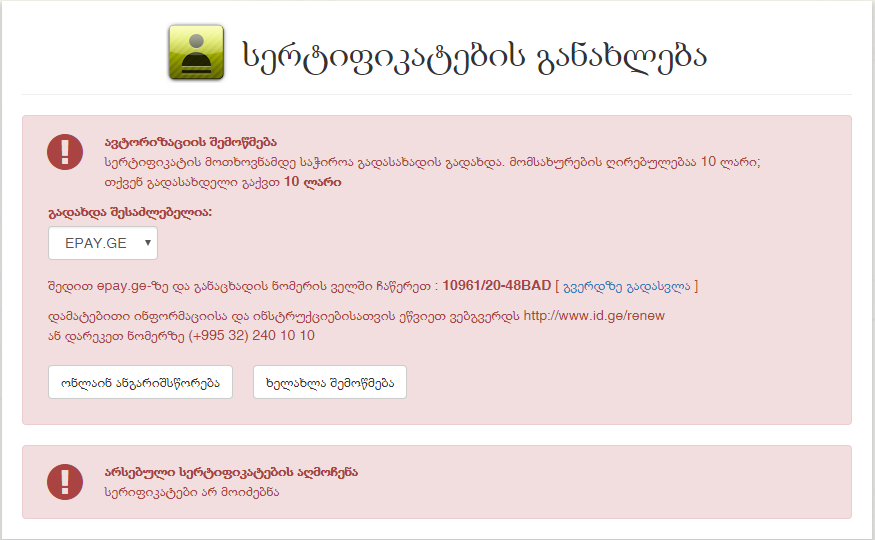 სერტიფიკატების განახლება
ავტორიზაციის შემოწმება
სერტიფიკატის მოთხოვნამდე საჭიროა გადასახადის გადახდა. მომსახურების ღირებულებაა 10 ლარი;
თქვენ გადასახდელი გაქვთ 10 ლარი
გადახდა შესაძლებელია:
EPAY.GE
შედით epay.ge-ზე და განაცხადის ნომერის ველში ჩაწერეთ : 10961/20-48BAD [ გვერდზე გადასვლა ]
დამატებითი ინფორმაციისა და ინსტრუქციებისათვის ეწვიეთ ვებგვერდს http://www.id.ge/renew
ან დარეკეთ ნომერზე (+995 32) 240 10 10
ონლაინ ანგარიშსწორება
ხელახლა შემოწმება
არსებული სერტიფიკატების აღმოჩენა
სერიფიკატები არ მოიძებნა